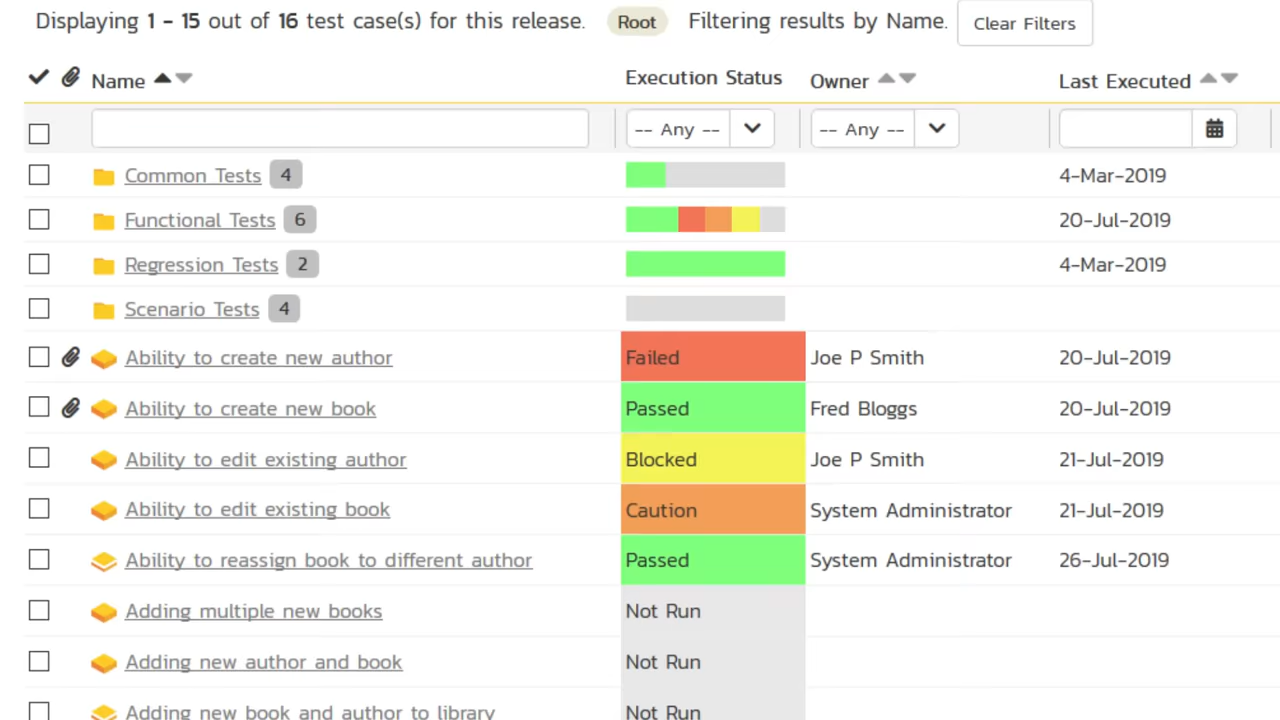 Displaying 1 - 15 out of 16 test case(s) for this release. Root Filtering results by Name. Clear Filters
Name Execution Status Owner Last Executed
-- Any -- -- Any --
Common Tests 4 4-Mar-2019
Functional Tests 6 20-Jul-2019
Regression Tests 2 4-Mar-2019
Scenario Tests 4
Ability to create new author Failed Joe P Smith 20-Jul-2019
Ability to create new book Passed Fred Bloggs 20-Jul-2019
Ability to edit existing author Blocked Joe P Smith 21-Jul-2019
Ability to edit existing book Caution System Administrator 21-Jul-2019
Ability to reassign book to different author Passed System Administrator 26-Jul-2019
Adding multiple new books Not Run
Adding new author and book Not Run
Adding new book and author to library Not Run